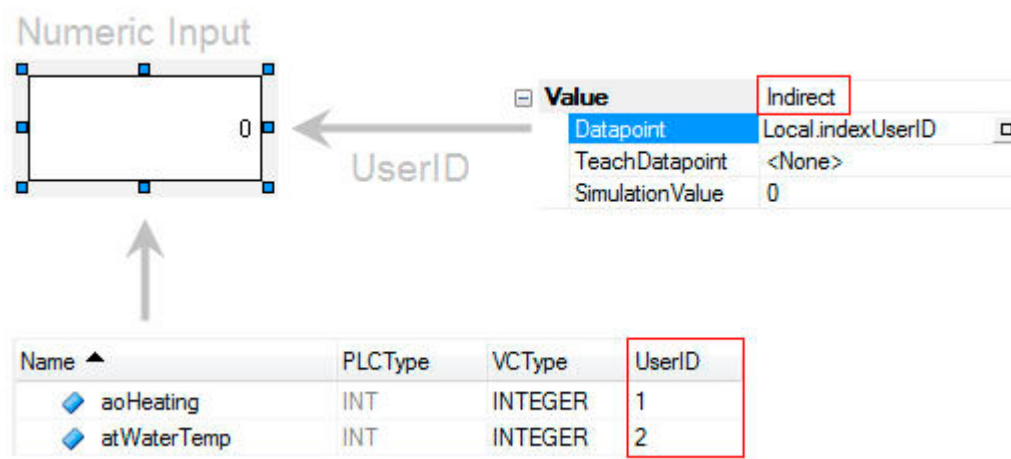 Numeric Input
0
Value Indirect
Datapoint Local.indexUserID
TeachDatapoint <None>
SimulationValue 0
UserID
Name PLCType VCType UserID
aoHeating INT INTEGER 1
atWaterTemp INT INTEGER 2